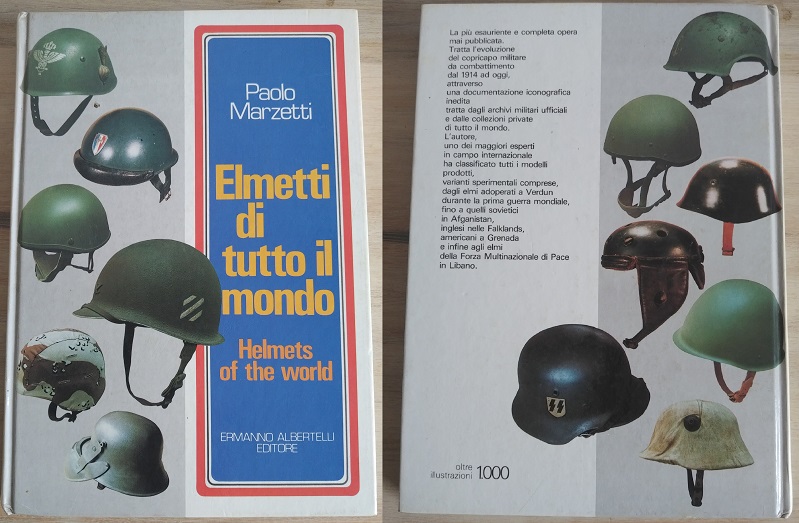 Paolo
Marzetti
Elmetti
di
tutto il
mondo
Helmets
of the world
ERMANNO ALBERTELLI
EDITORE
La più esauriente e completa opera
mai pubblicata.
Tratta l'evoluzione
del copricapo militare
da combattimento
dal 1914 ad oggi,
attraverso
una documentazione iconografica
inedita
tratta dagli archivi militari ufficiali
e dalle collezioni private
di tutto il mondo.
L'autore,
uno dei maggiori esperti
in campo internazionale
ha classificato tutti i modelli
prodotti,
varianti sperimentali comprese,
dagli elmi adoperati a Verdun
durante la prima guerra mondiale,
fino a quelli sovietici
in Afganistan,
inglesi nelle Falklands,
americani a Grenada
e infine agli elmi
della Forza Multinazionale di Pace
in Libano.
oltre
illustrazioni 1.000